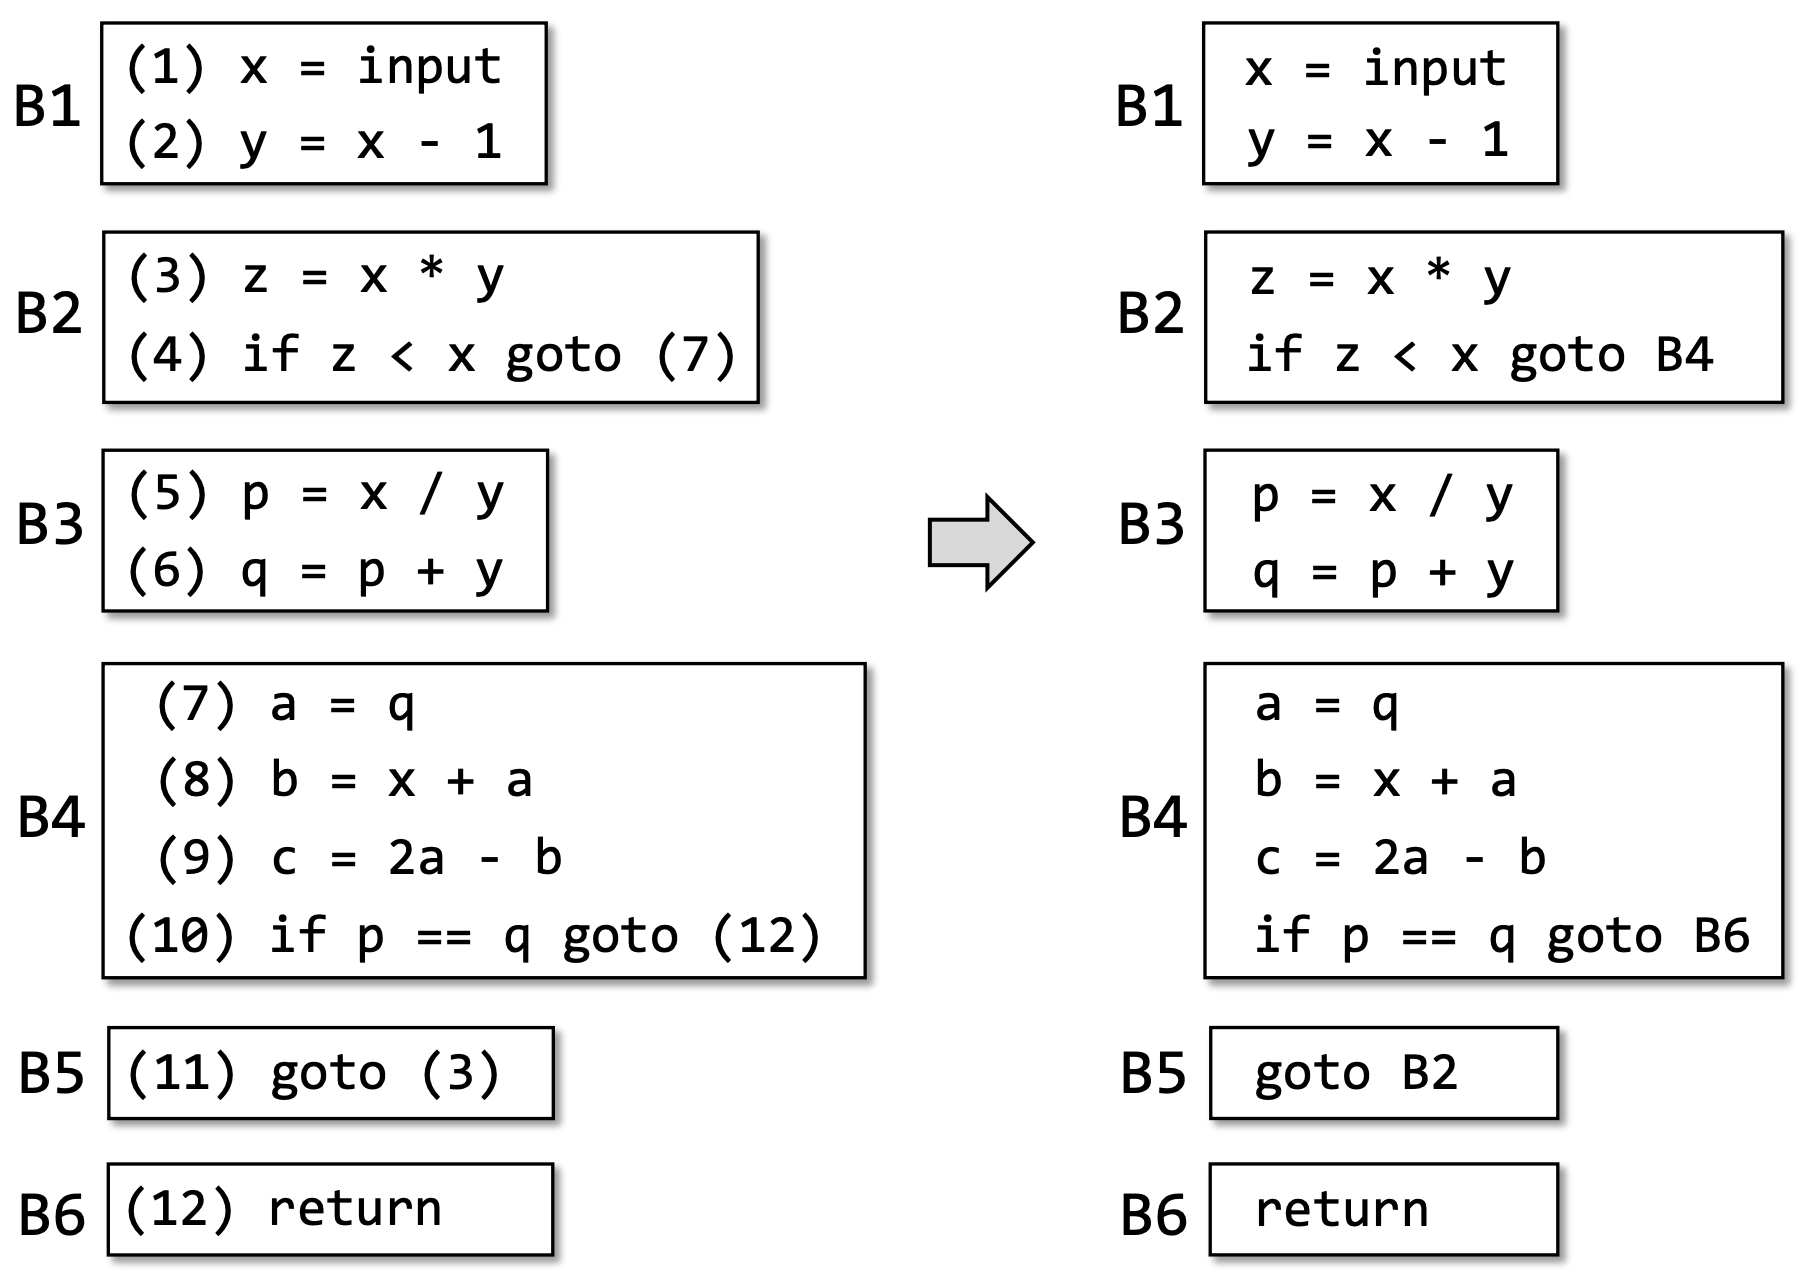 B1
(1) x = input
(2) y = x - 1
B2
(3) z = x * y
(4) if z < x goto (7)
B3
(5) p = x / y
(6) q = p + y
B4
(7) a = q
(8) b = x + a
(9) c = 2a - b
(10) if p == q goto (12)
B5
(11) goto (3)
B6
(12) return
B1
x = input
y = x - 1
B2
z = x * y
if z < x goto B4
B3
p = x / y
q = p + y
B4
a = q
b = x + a
c = 2a - b
if p == q goto B6
B5
goto B2
B6
return